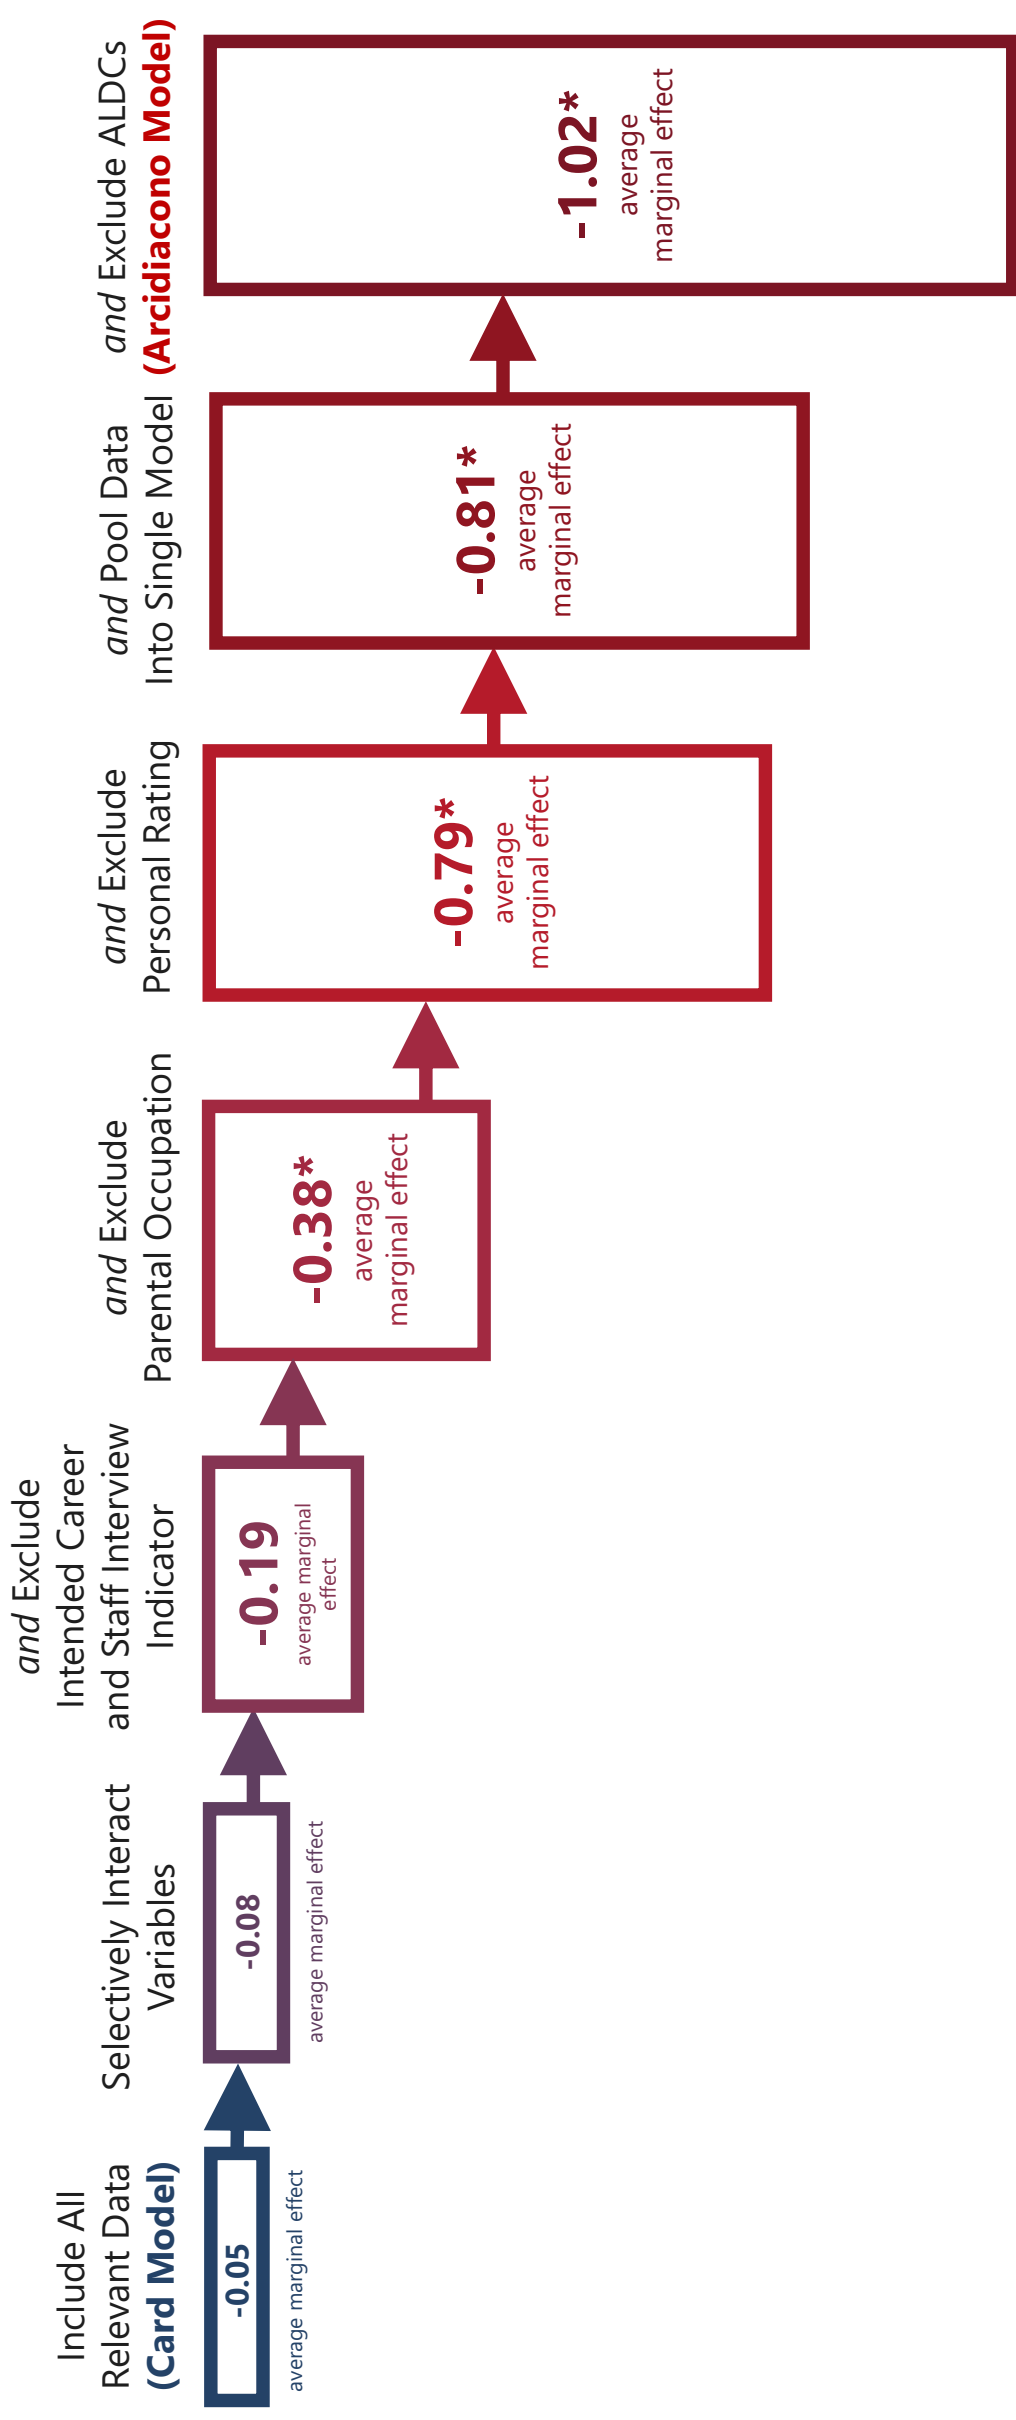 Include All
Relevant Data
(Card Model)
-0.05
average marginal effect
Selectively Interact
Variables
-0.08
average marginal effect
and Exclude
Intended Career
and Staff Interview
Indicator
-0.19
average marginal
effect
and Exclude
Parental Occupation
-0.38*
average
marginal effect
and Exclude
Personal Rating
-0.79*
average
marginal effect
and Pool Data
Into Single Model
-0.81*
average
marginal effect
and Exclude ALDCs
(Arcidiacono Model)
-1.02*
average
marginal effect